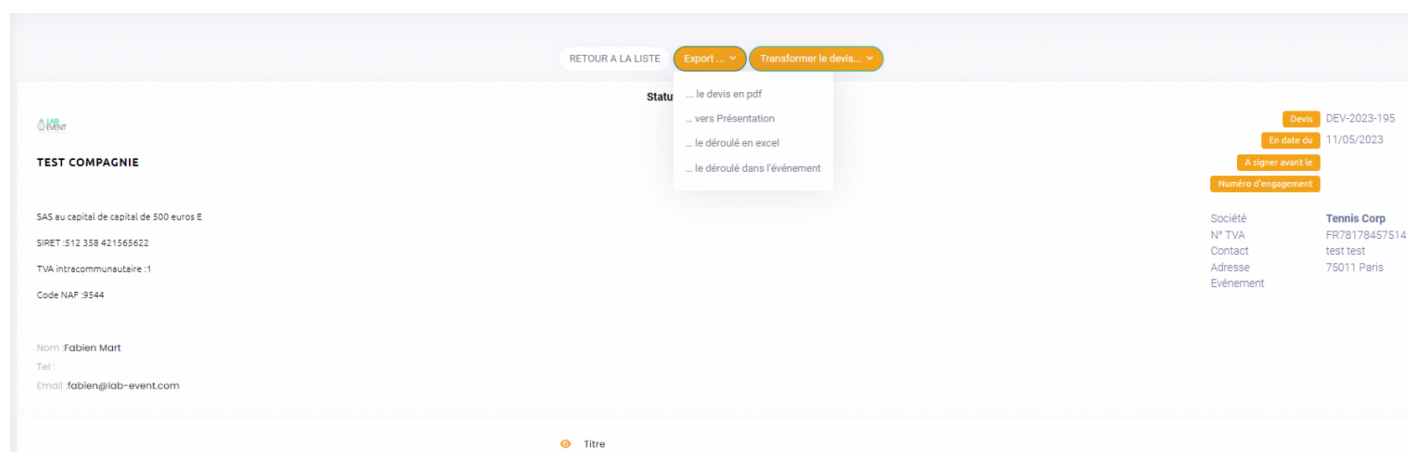 RETOUR A LA LISTE Export ... Transformer le devis...
Statu
... le devis en pdf
... vers Présentation
... le déroulé en excel
... le déroulé dans l'événement
LAB
EVENT
TEST COMPAGNIE
SAS au capital de capital de 500 euros E
SIRET :512 358 421565622
TVA intracommunautaire :1
Code NAF :9544
Nom :Fabien Mart
Tel :
Email :fabien@lab-event.com
Devis DEV-2023-195
En date du 11/05/2023
A signer avant le
Numéro d'engagement
Société Tennis Corp
N° TVA FR78178457514
Contact test test
Adresse 75011 Paris
Evénement
Titre